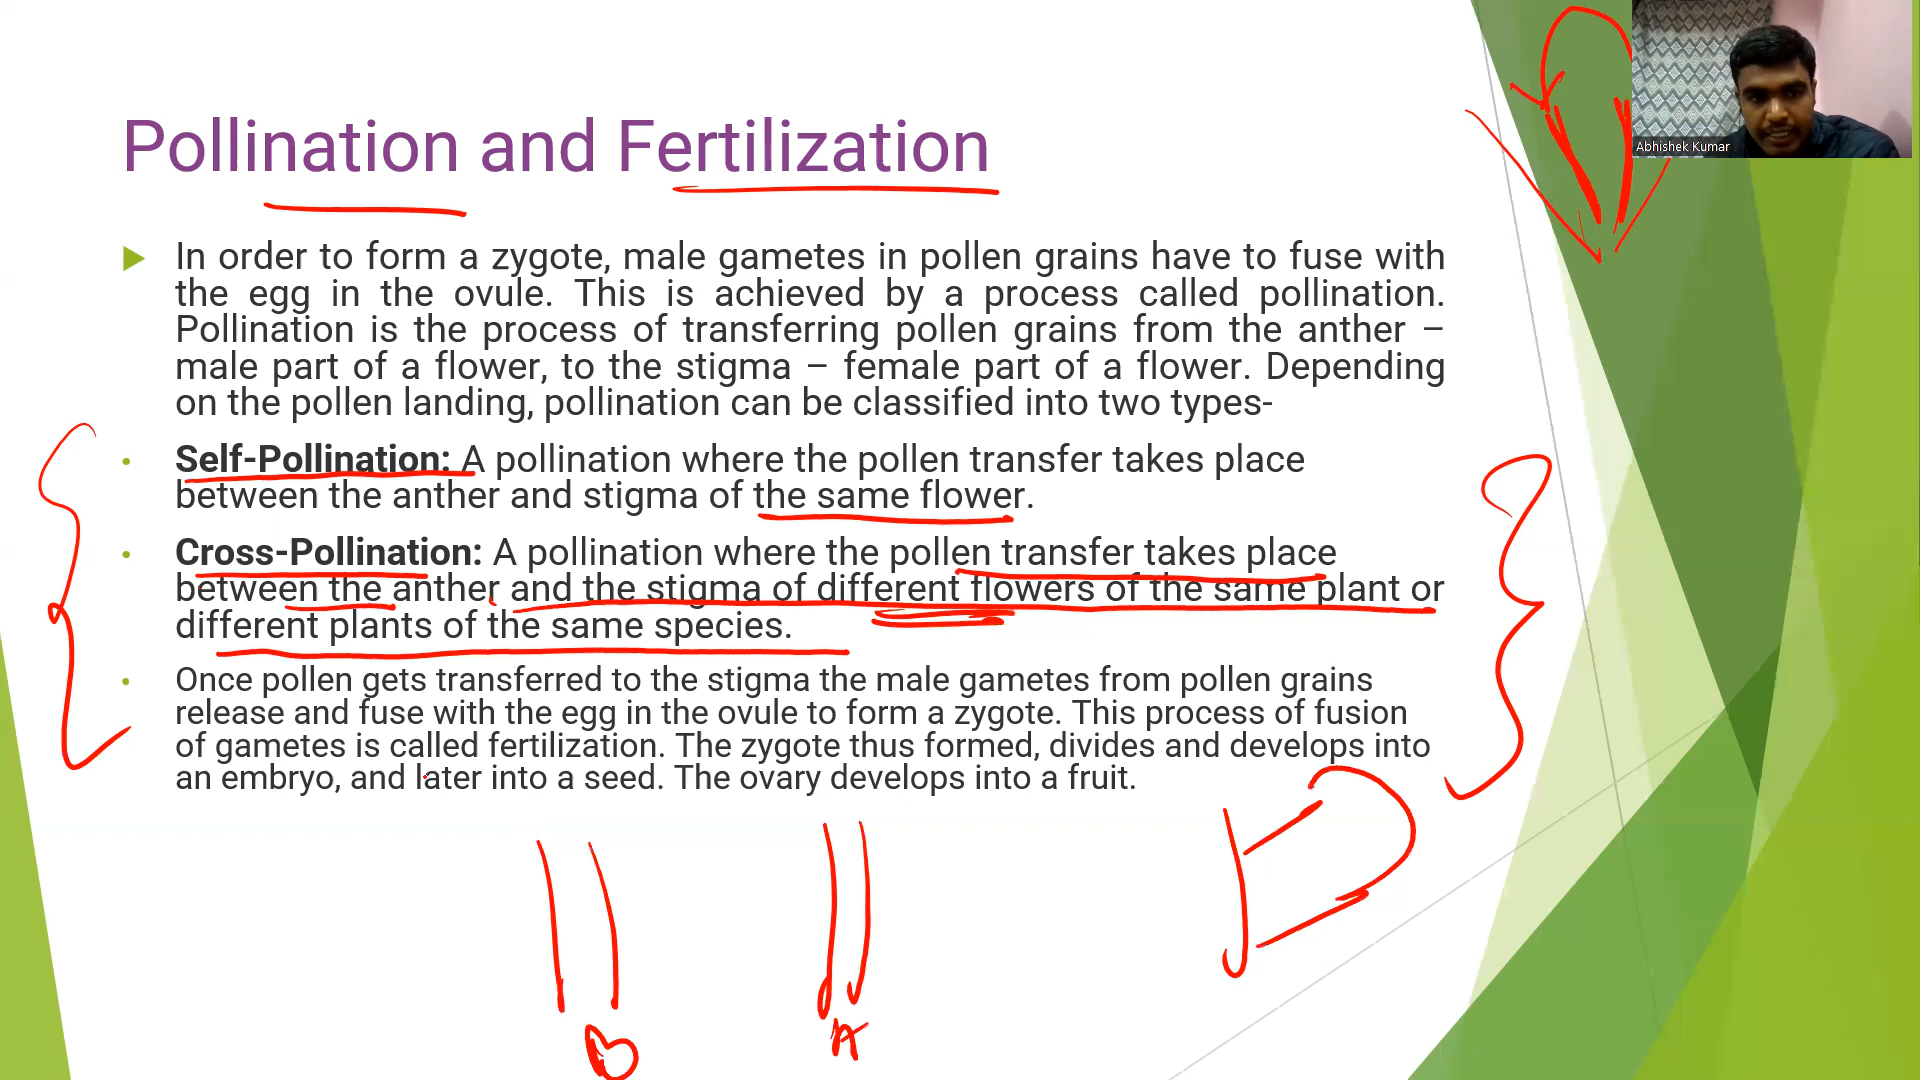 Pollination and Fertilization
Abhishek Kumar
In order to form a zygote, male gametes in pollen grains have to fuse with
the egg in the ovule. This is achieved by a process called pollination.
Pollination is the process of transferring pollen grains from the anther –
male part of a flower, to the stigma – female part of a flower. Depending
on the pollen landing, pollination can be classified into two types-
Self-Pollination: A pollination where the pollen transfer takes place
between the anther and stigma of the same flower.
Cross-Pollination: A pollination where the pollen transfer takes place
between the anther and the stigma of different flowers of the same plant or
different plants of the same species.
Once pollen gets transferred to the stigma the male gametes from pollen grains
release and fuse with the egg in the ovule to form a zygote. This process of fusion
of gametes is called fertilization. The zygote thus formed, divides and develops into
an embryo, and later into a seed. The ovary develops into a fruit.
A